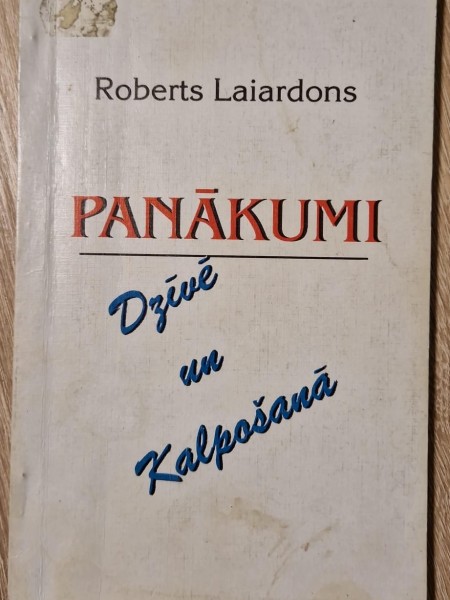 Roberts Laiardons
PANĀKUMI
Dzīvē
un
Kalpošanā